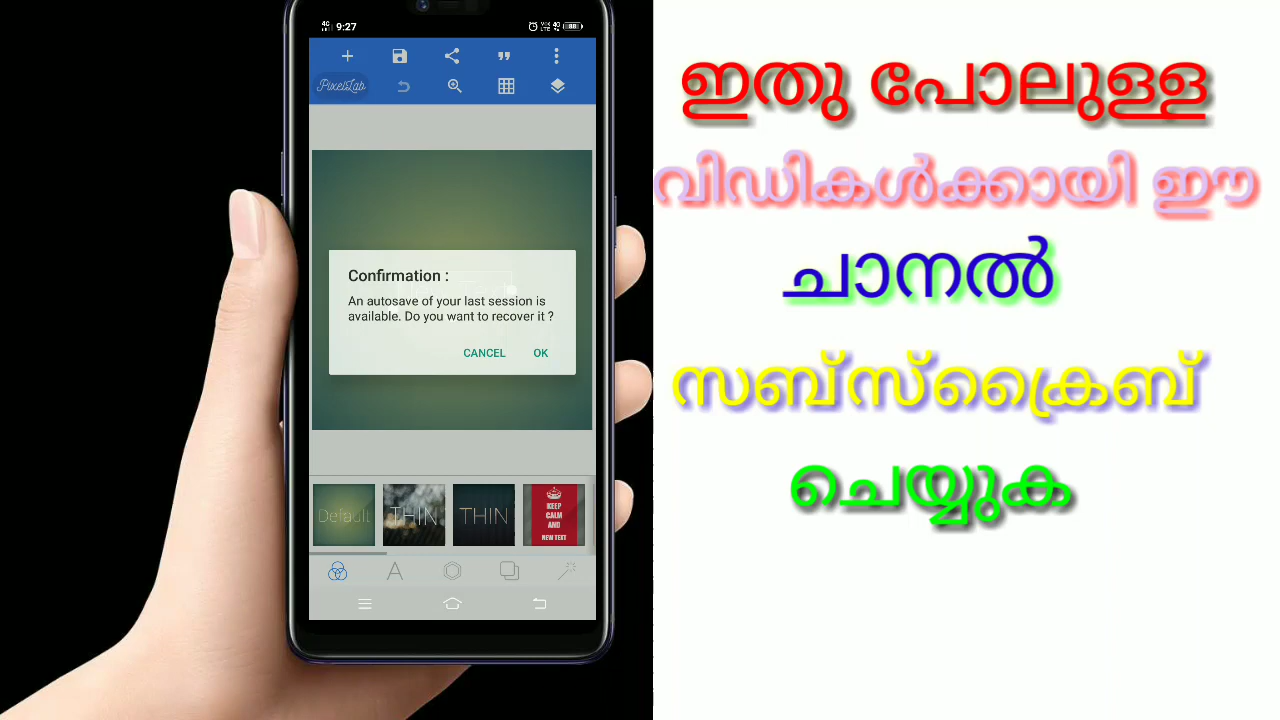 4G 9:27
PixelLab
Confirmation :
An autosave of your last session is
available. Do you want to recover it ?
CANCEL OK
Default THIN THIN KEEP
CALM
AND
NEW TEXT
A
ഇതു പോലുള്ള
വിഡികൾക്കായി ഈ
ചാനൽ
സബ്സ്ക്രൈബ്
ചെയ്യുക